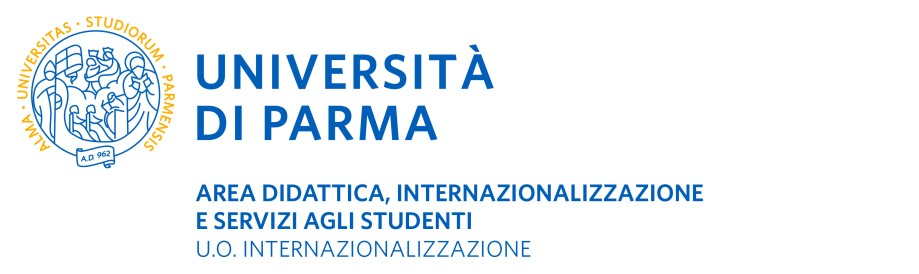 ALMA · UNIVERSITAS · STUDIORUM · PARMENSIS
A.D. 962
UNIVERSITÀ
DI PARMA
AREA DIDATTICA, INTERNAZIONALIZZAZIONE
E SERVIZI AGLI STUDENTI
U.O. INTERNAZIONALIZZAZIONE